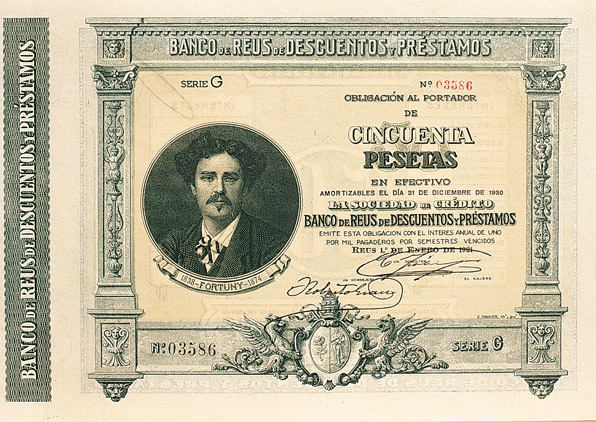 BANCO DE REUS DE DESCUENTOS Y PRÉSTAMOS
BANCO DE REUS DE DESCUENTOS Y PRÉSTAMOS
SERIE G
Nº 03586
OBLIGACIÓN AL PORTADOR
DE
CINCUENTA
PESETAS
EN EFECTIVO
AMORTIZABLES EL DÍA 31 DE DICIEMBRE DE 1930
LA SOCIEDAD DE CRÉDITO
BANCO DE REUS DE DESCUENTOS Y PRÉSTAMOS
EMITE ESTA OBLIGACIÓN CON EL INTERÉS ANUAL DE UNO
POR MIL PAGADEROS POR SEMESTRES VENCIDOS
REUS 1º DE ENERO DE 1921
UN CONSEJERO
EL CAJERO
1838-FORTUNY-1874
Nº 03586
SERIE G